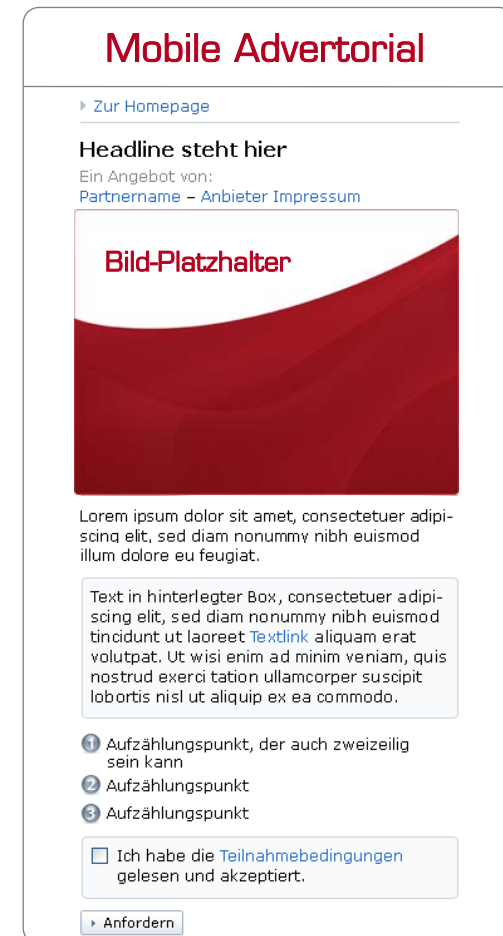 Mobile Advertorial
Zur Homepage
Headline steht hier
Ein Angebot von:
Partnername – Anbieter Impressum
Bild-Platzhalter
Lorem ipsum dolor sit amet, consectetuer adipi-
scing elit, sed diam nonummy nibh euismod
illum dolore eu feugiat.
Text in hinterlegter Box, consectetuer adipi-
scing elit, sed diam nonummy nibh euismod
tincidunt ut laoreet Textlink aliquam erat
volutpat. Ut wisi enim ad minim veniam, quis
nostrud exerci tation ullamcorper suscipit
lobortis nisl ut aliquip ex ea commodo.
1 Aufzählungspunkt, der auch zweizeilig
sein kann
2 Aufzählungspunkt
3 Aufzählungspunkt
Ich habe die Teilnahmebedingungen
gelesen und akzeptiert.
Anfordern